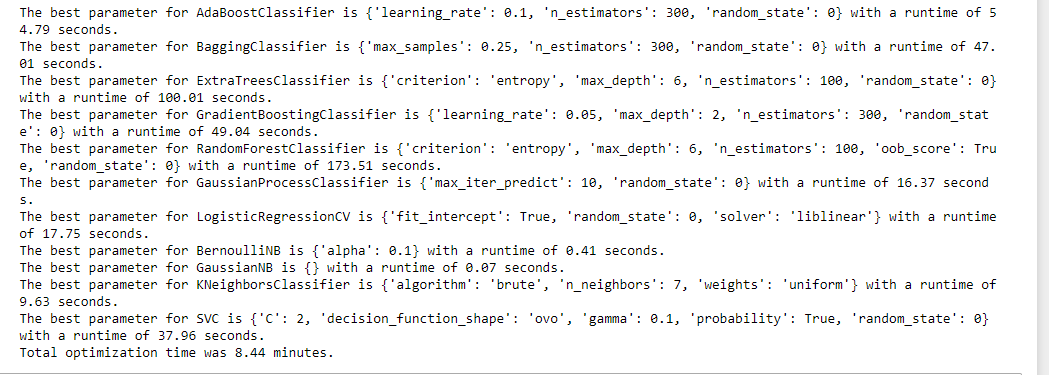 The best parameter for AdaBoostClassifier is {'learning_rate': 0.1, 'n_estimators': 300, 'random_state': 0} with a runtime of 5
4.79 seconds.
The best parameter for BaggingClassifier is {'max_samples': 0.25, 'n_estimators': 300, 'random_state': 0} with a runtime of 47.
01 seconds.
The best parameter for ExtraTreesClassifier is {'criterion': 'entropy', 'max_depth': 6, 'n_estimators': 100, 'random_state': 0}
with a runtime of 100.01 seconds.
The best parameter for GradientBoostingClassifier is {'learning_rate': 0.05, 'max_depth': 2, 'n_estimators': 300, 'random_stat
e': 0} with a runtime of 49.04 seconds.
The best parameter for RandomForestClassifier is {'criterion': 'entropy', 'max_depth': 6, 'n_estimators': 100, 'oob_score': Tru
e, 'random_state': 0} with a runtime of 173.51 seconds.
The best parameter for GaussianProcessClassifier is {'max_iter_predict': 10, 'random_state': 0} with a runtime of 16.37 second
s.
The best parameter for LogisticRegressionCV is {'fit_intercept': True, 'random_state': 0, 'solver': 'liblinear'} with a runtime
of 17.75 seconds.
The best parameter for BernoulliNB is {'alpha': 0.1} with a runtime of 0.41 seconds.
The best parameter for GaussianNB is {} with a runtime of 0.07 seconds.
The best parameter for KNeighborsClassifier is {'algorithm': 'brute', 'n_neighbors': 7, 'weights': 'uniform'} with a runtime of
9.63 seconds.
The best parameter for SVC is {'C': 2, 'decision_function_shape': 'ovo', 'gamma': 0.1, 'probability': True, 'random_state': 0}
with a runtime of 37.96 seconds.
Total optimization time was 8.44 minutes.